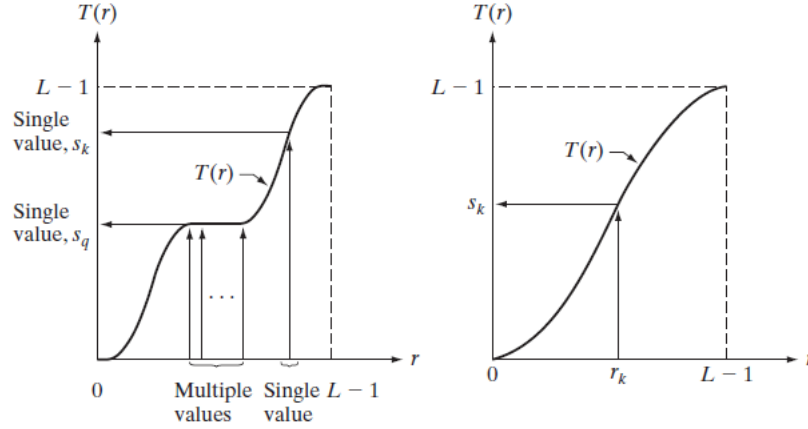 T(r)
L − 1
Single
value, s_k
T(r)
Single
value, s_q
. . .
r
0
Multiple
values
Single
value
L − 1
T(r)
L − 1
T(r)
s_k
r
0
r_k
L − 1